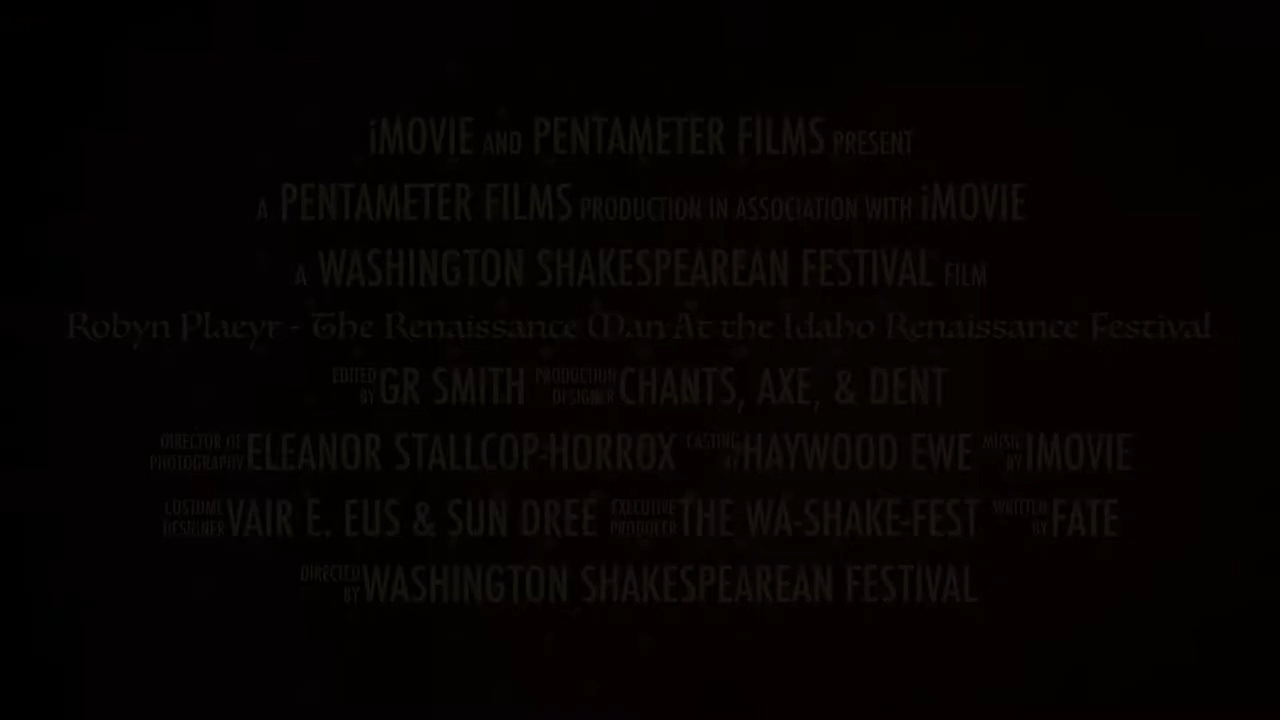 iMOVIE AND PENTAMETER FILMS PRESENT
A PENTAMETER FILMS PRODUCTION IN ASSOCIATION WITH iMOVIE
A WASHINGTON SHAKESPEAREAN FESTIVAL FILM
Robyn Plaeyr - The Renaissance Man At the Idaho Renaissance Festival
EDITED BY GR SMITH PRODUCTION DESIGNER CHANTS, AXE, & DENT
DIRECTOR OF PHOTOGRAPHY ELEANOR STALLCOP-HORROX CASTING BY HAYWOOD EWE MUSIC BY IMOVIE
COSTUME DESIGNER VAIR E. EUS & SUN DREE EXECUTIVE PRODUCER THE WA-SHAKE-FEST WRITTEN BY FATE
DIRECTED BY WASHINGTON SHAKESPEAREAN FESTIVAL